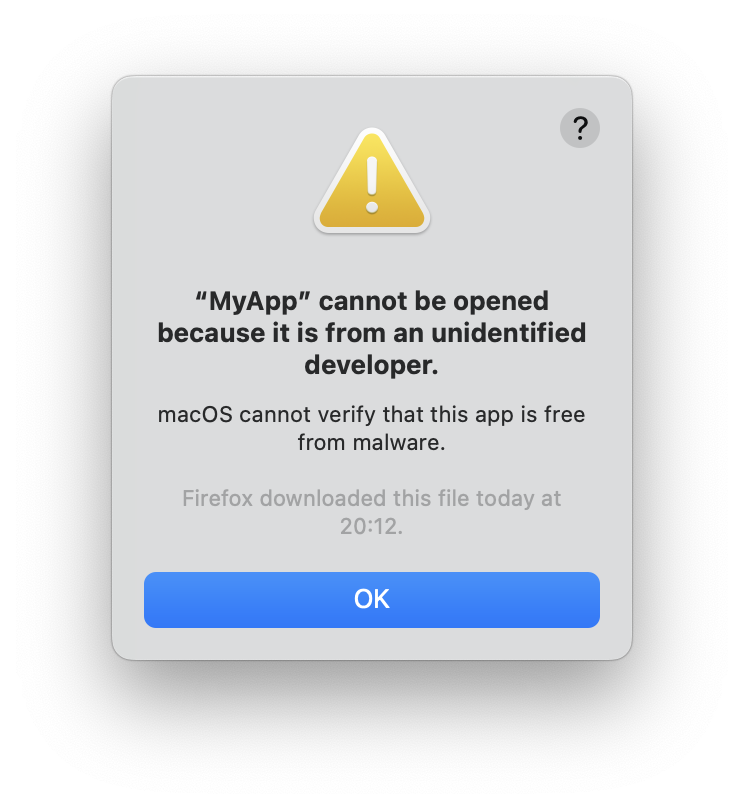 ?
“MyApp” cannot be opened
because it is from an unidentified
developer.
macOS cannot verify that this app is free
from malware.
Firefox downloaded this file today at
20:12.
OK